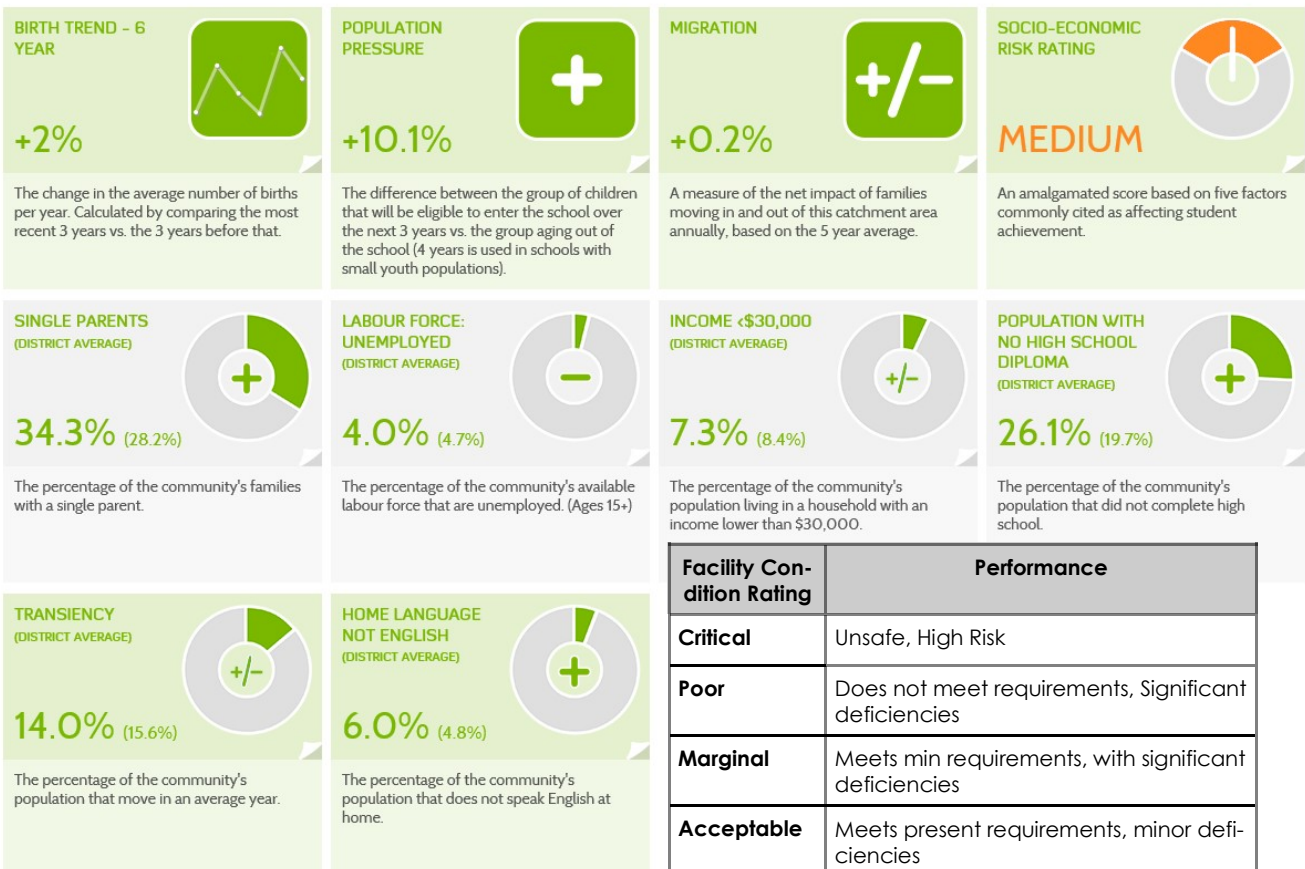 BIRTH TREND - 6
YEAR
+2%
The change in the average number of births
per year. Calculated by comparing the most
recent 3 years vs. the 3 years before that.
POPULATION
PRESSURE
+
+10.1%
The difference between the group of children
that will be eligible to enter the school over
the next 3 years vs. the group aging out of
the school (4 years is used in schools with
small youth populations).
MIGRATION
+/-
+0.2%
A measure of the net impact of families
moving in and out of this catchment area
annually, based on the 5 year average.
SOCIO-ECONOMIC
RISK RATING
MEDIUM
An amalgamated score based on five factors
commonly cited as affecting student
achievement.
SINGLE PARENTS
(DISTRICT AVERAGE)
+
34.3% (28.2%)
The percentage of the community's families
with a single parent.
LABOUR FORCE:
UNEMPLOYED
(DISTRICT AVERAGE)
-
4.0% (4.7%)
The percentage of the community's available
labour force that are unemployed. (Ages 15+)
INCOME <$30,000
(DISTRICT AVERAGE)
+/-
7.3% (8.4%)
The percentage of the community's
population living in a household with an
income lower than $30,000.
POPULATION WITH
NO HIGH SCHOOL
DIPLOMA
(DISTRICT AVERAGE)
+
26.1% (19.7%)
The percentage of the community's
population that did not complete high
school.
TRANSIENCY
(DISTRICT AVERAGE)
+/-
14.0% (15.6%)
The percentage of the community's
population that move in an average year.
HOME LANGUAGE
NOT ENGLISH
(DISTRICT AVERAGE)
+
6.0% (4.8%)
The percentage of the community's
population that does not speak English at
home.
Facility Con-
dition Rating
Performance
Critical
Unsafe, High Risk
Poor
Does not meet requirements, Significant
deficiencies
Marginal
Meets min requirements, with significant
deficiencies
Acceptable
Meets present requirements, minor defi-
ciencies